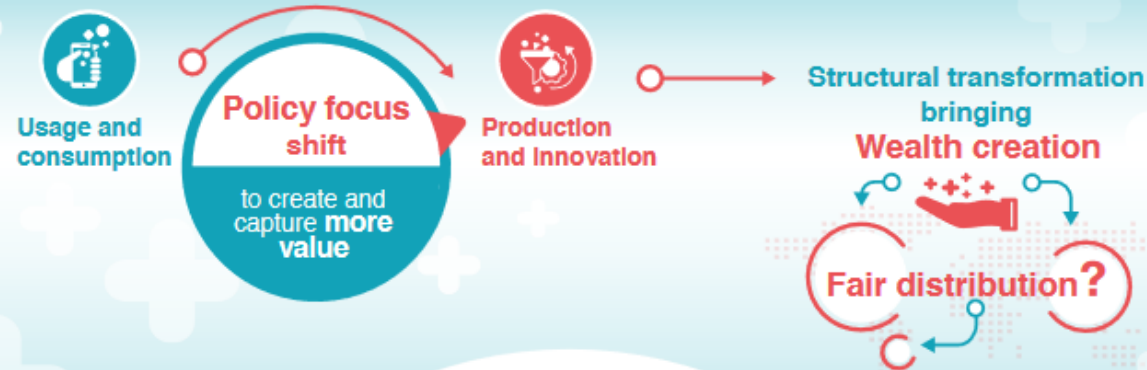 Usage and
consumption
Policy focus
shift
to create and
capture more
value
Production
and innovation
Structural transformation
bringing
Wealth creation
Fair distribution?